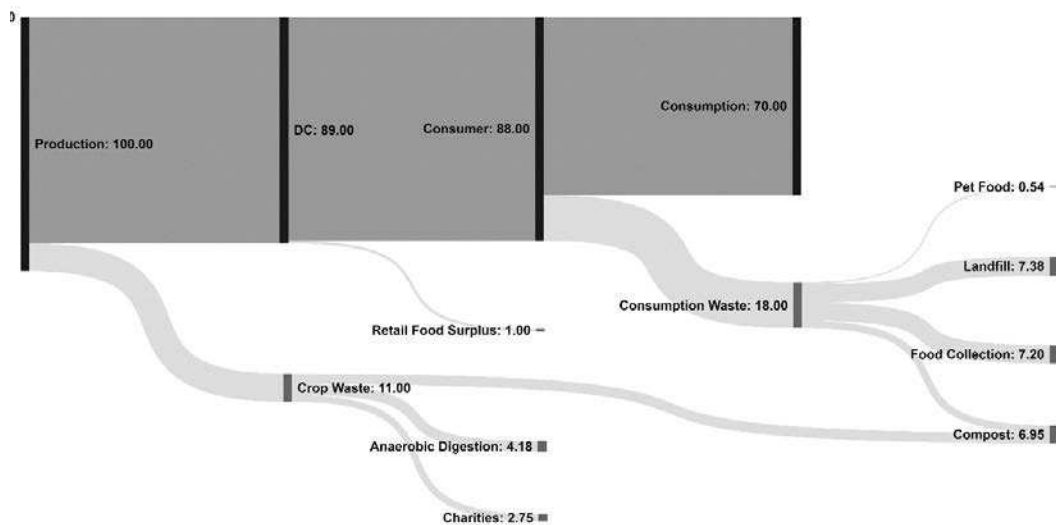 Production: 100.00
DC: 89.00
Consumer: 88.00
Consumption: 70.00
Pet Food: 0.54
Landfill: 7.38
Consumption Waste: 18.00
Retail Food Surplus: 1.00
Food Collection: 7.20
Crop Waste: 11.00
Compost: 6.95
Anaerobic Digestion: 4.18
Charities: 2.75